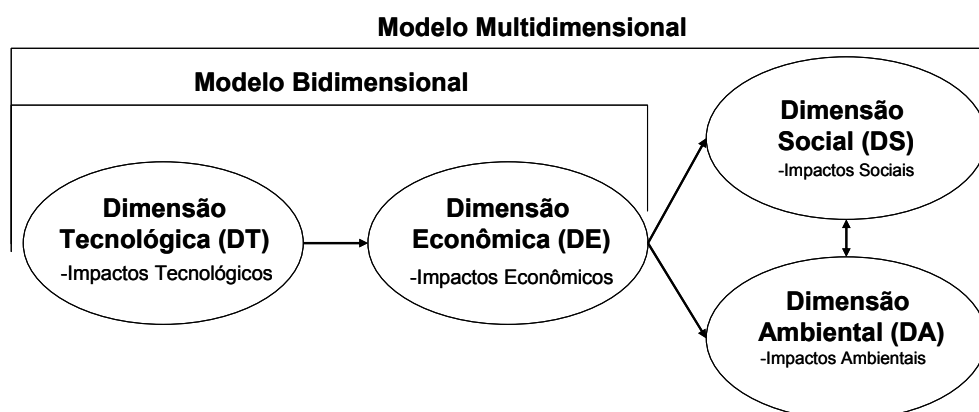 Modelo Multidimensional
Modelo Bidimensional
Dimensão
Tecnológica (DT)
-Impactos Tecnológicos
Dimensão
Econômica (DE)
-Impactos Econômicos
Dimensão
Social (DS)
-Impactos Sociais
Dimensão
Ambiental (DA)
-Impactos Ambientais